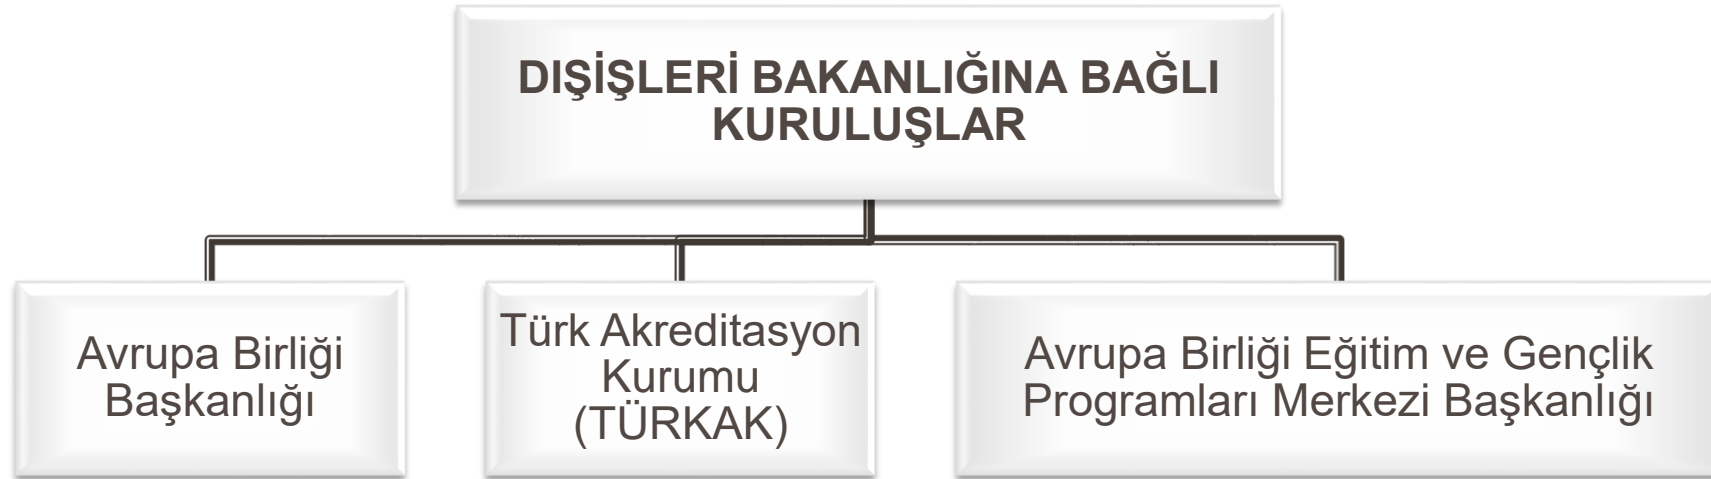 DIŞİŞLERİ BAKANLIĞINA BAĞLI
KURULUŞLAR
Avrupa Birliği
Başkanlığı
Türk Akreditasyon
Kurumu
(TÜRKAK)
Avrupa Birliği Eğitim ve Gençlik
Programları Merkezi Başkanlığı